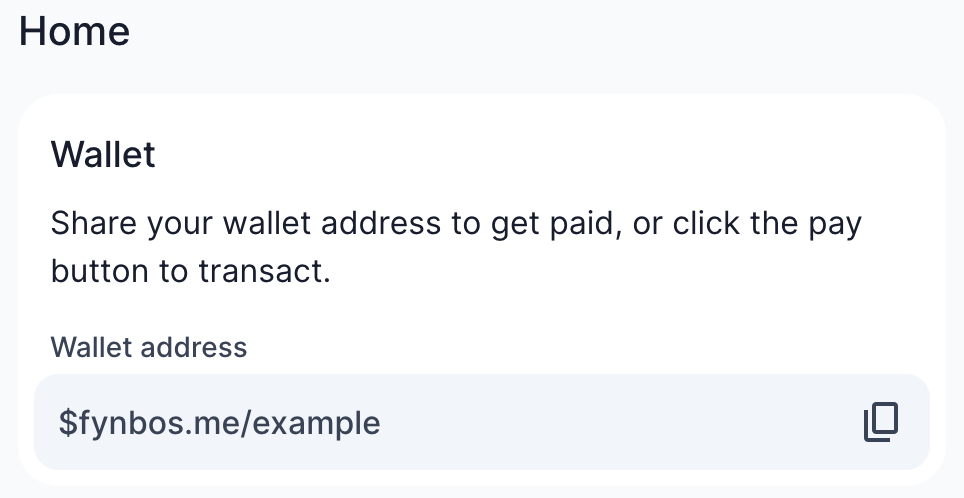 Home
Wallet
Share your wallet address to get paid, or click the pay
button to transact.
Wallet address
$fynbos.me/example